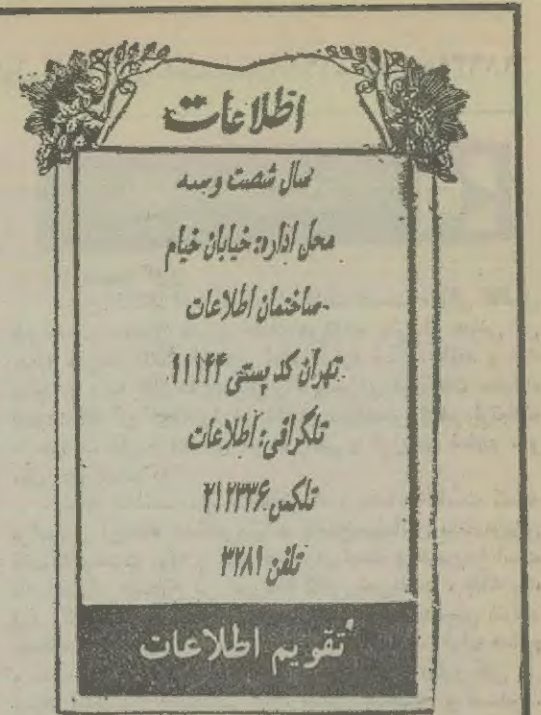 اطلاعات
سال شصت و سه
محل اداره: خیابان خیام
-ساختمان اطلاعات
تهران کد پستی ۱۱۱۴۴
تلگرافی: اطلاعات
تلکس ۲۱۲۳۳۶
تلفن ۳۲۸۱
تقویم اطلاعات